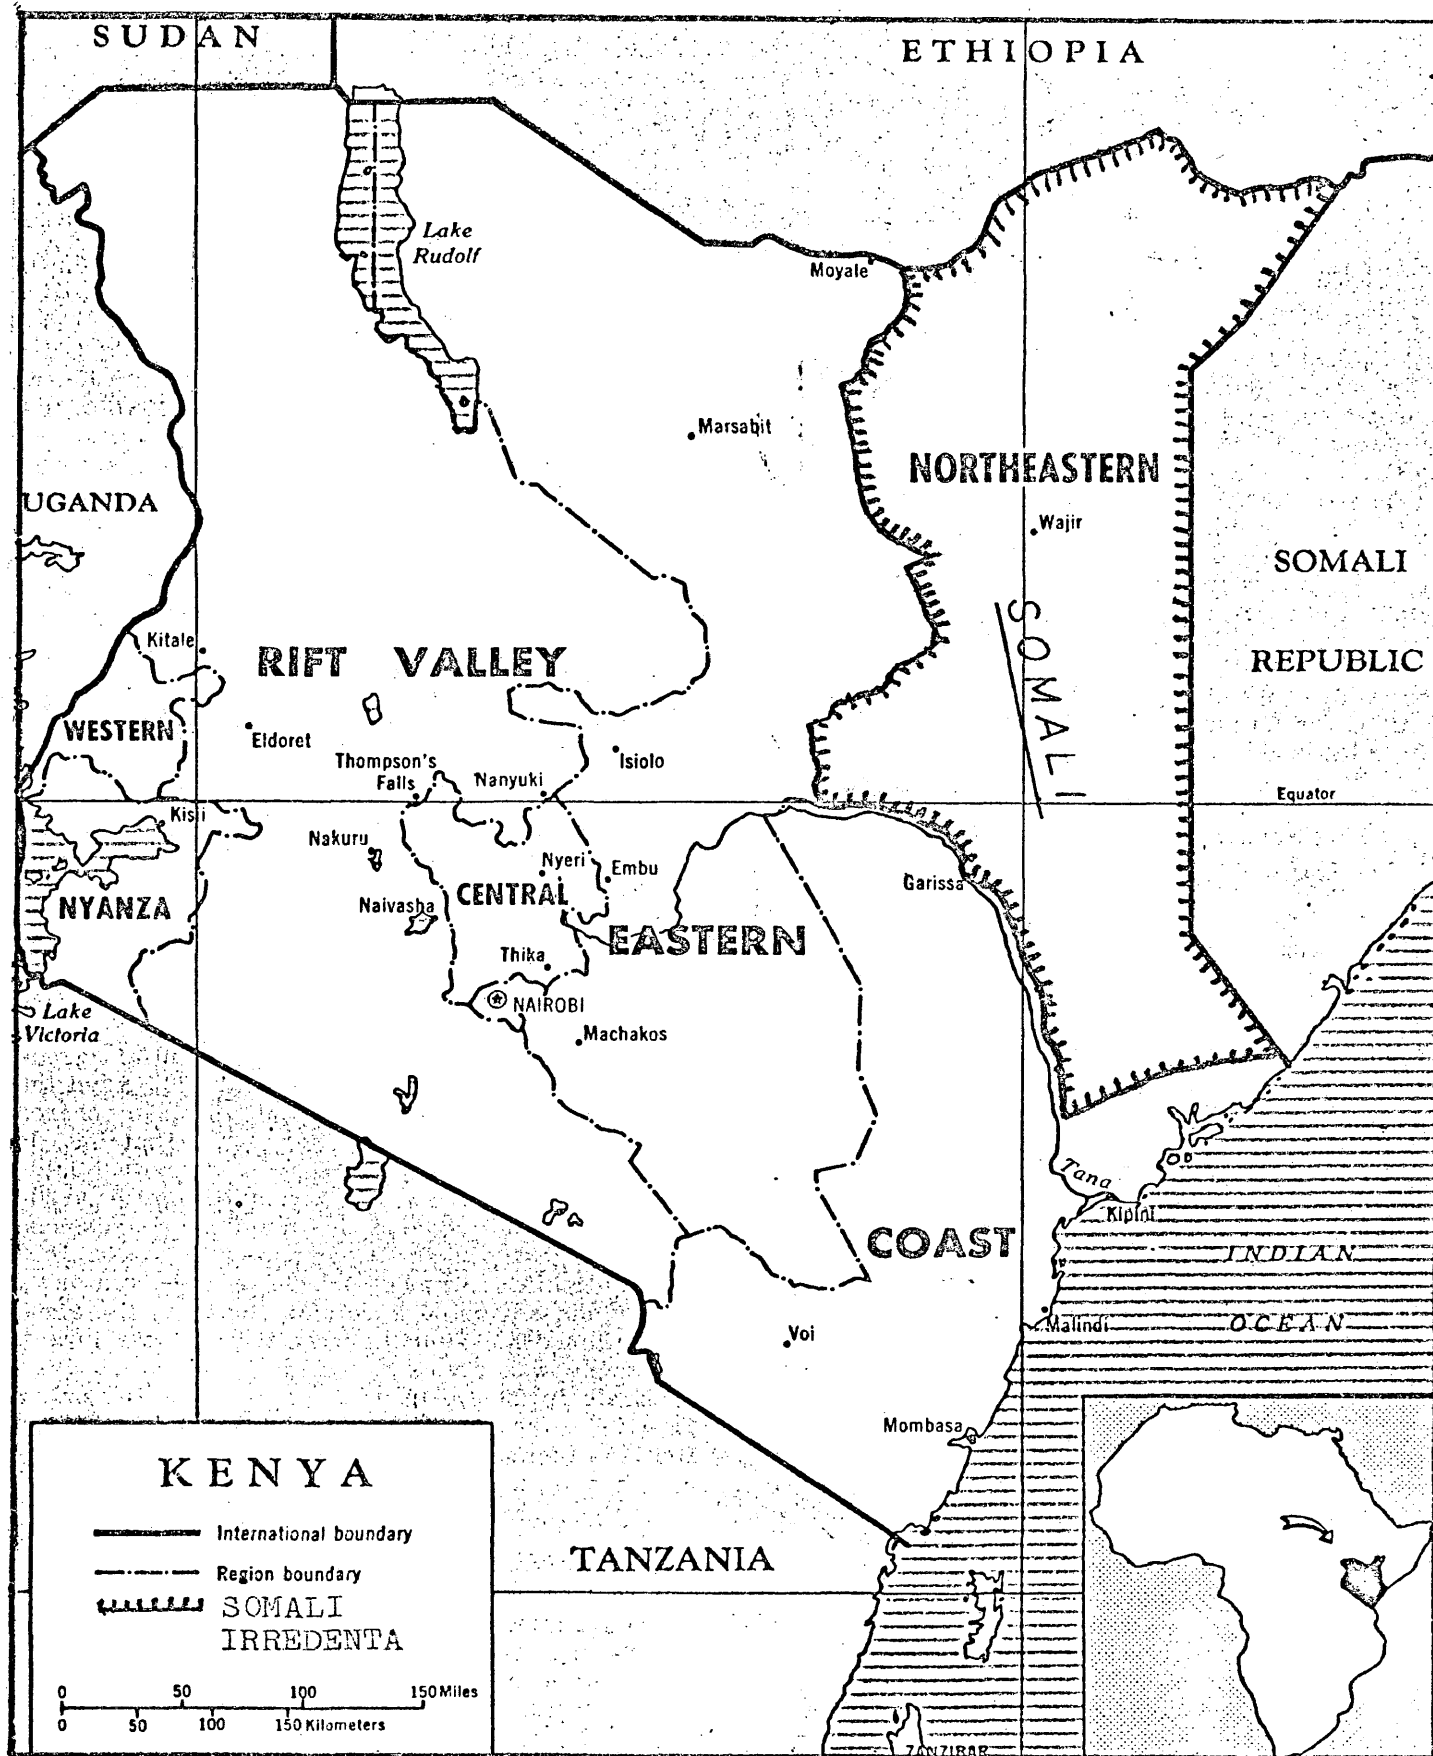 SUDAN
ETHIOPIA
Lake
Rudolf
Moyale
Marsabit
NORTHEASTERN
UGANDA
Wajir
SOMALI
REPUBLIC
SOMALI
Kitale
RIFT VALLEY
WESTERN
Eldoret
Thompson's
Falls
Nanyuki
Isiolo
Equator
Kisii
Nakuru
Nyeri
Embu
Garissa
NYANZA
Naivasha
CENTRAL
EASTERN
Thika
NAIROBI
Lake
Victoria
Machakos
Tana
Kipini
COAST
INDIAN
OCEAN
Malindi
Voi
Mombasa
TANZANIA
ZANZIBAR
KENYA
International boundary
Region boundary
SOMALI
IRREDENTA
0 50 100 150 Miles
0 50 100 150 Kilometers